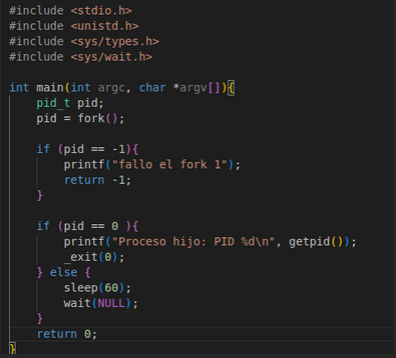 #include <stdio.h>
#include <unistd.h>
#include <sys/types.h>
#include <sys/wait.h>
int main(int argc, char *argv[]){
pid_t pid;
pid = fork();
if (pid == -1){
printf("fallo el fork 1");
return -1;
}
if (pid == 0 ){
printf("Proceso hijo: PID %d\n", getpid());
_exit(0);
} else {
sleep(60);
wait(NULL);
}
return 0;
}